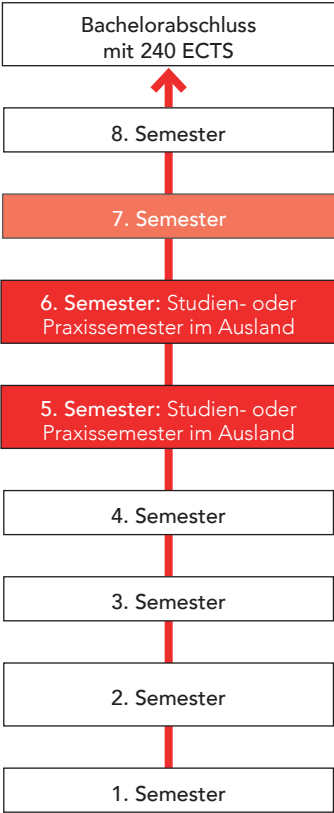 Bachelorabschluss
mit 240 ECTS
8. Semester
7. Semester
6. Semester: Studien- oder
Praxissemester im Ausland
5. Semester: Studien- oder
Praxissemester im Ausland
4. Semester
3. Semester
2. Semester
1. Semester